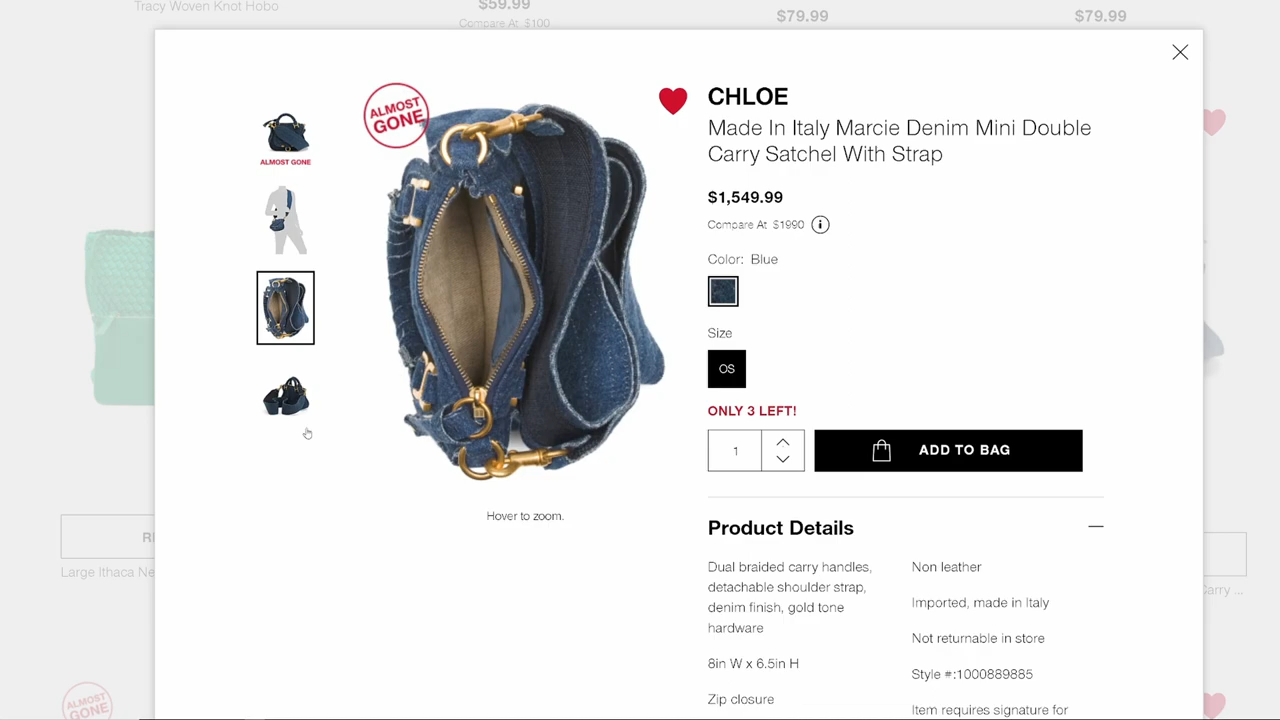 Tracy Woven Knot Hobo
$59.99
Compare At $100
$79.99
$79.99
ALMOST GONE
ALMOST
GONE
CHLOE
Made In Italy Marcie Denim Mini Double
Carry Satchel With Strap
$1,549.99
Compare At $1990 i
Color: Blue
Size
OS
ONLY 3 LEFT!
1
ADD TO BAG
Hover to zoom.
Product Details
Dual braided carry handles,
detachable shoulder strap,
denim finish, gold tone
hardware
8in W x 6.5in H
Zip closure
Non leather
Imported, made in Italy
Not returnable in store
Style #:1000889885
Item requires signature for
Large Ithaca Ne
Carry ...
ALMOST
GONE